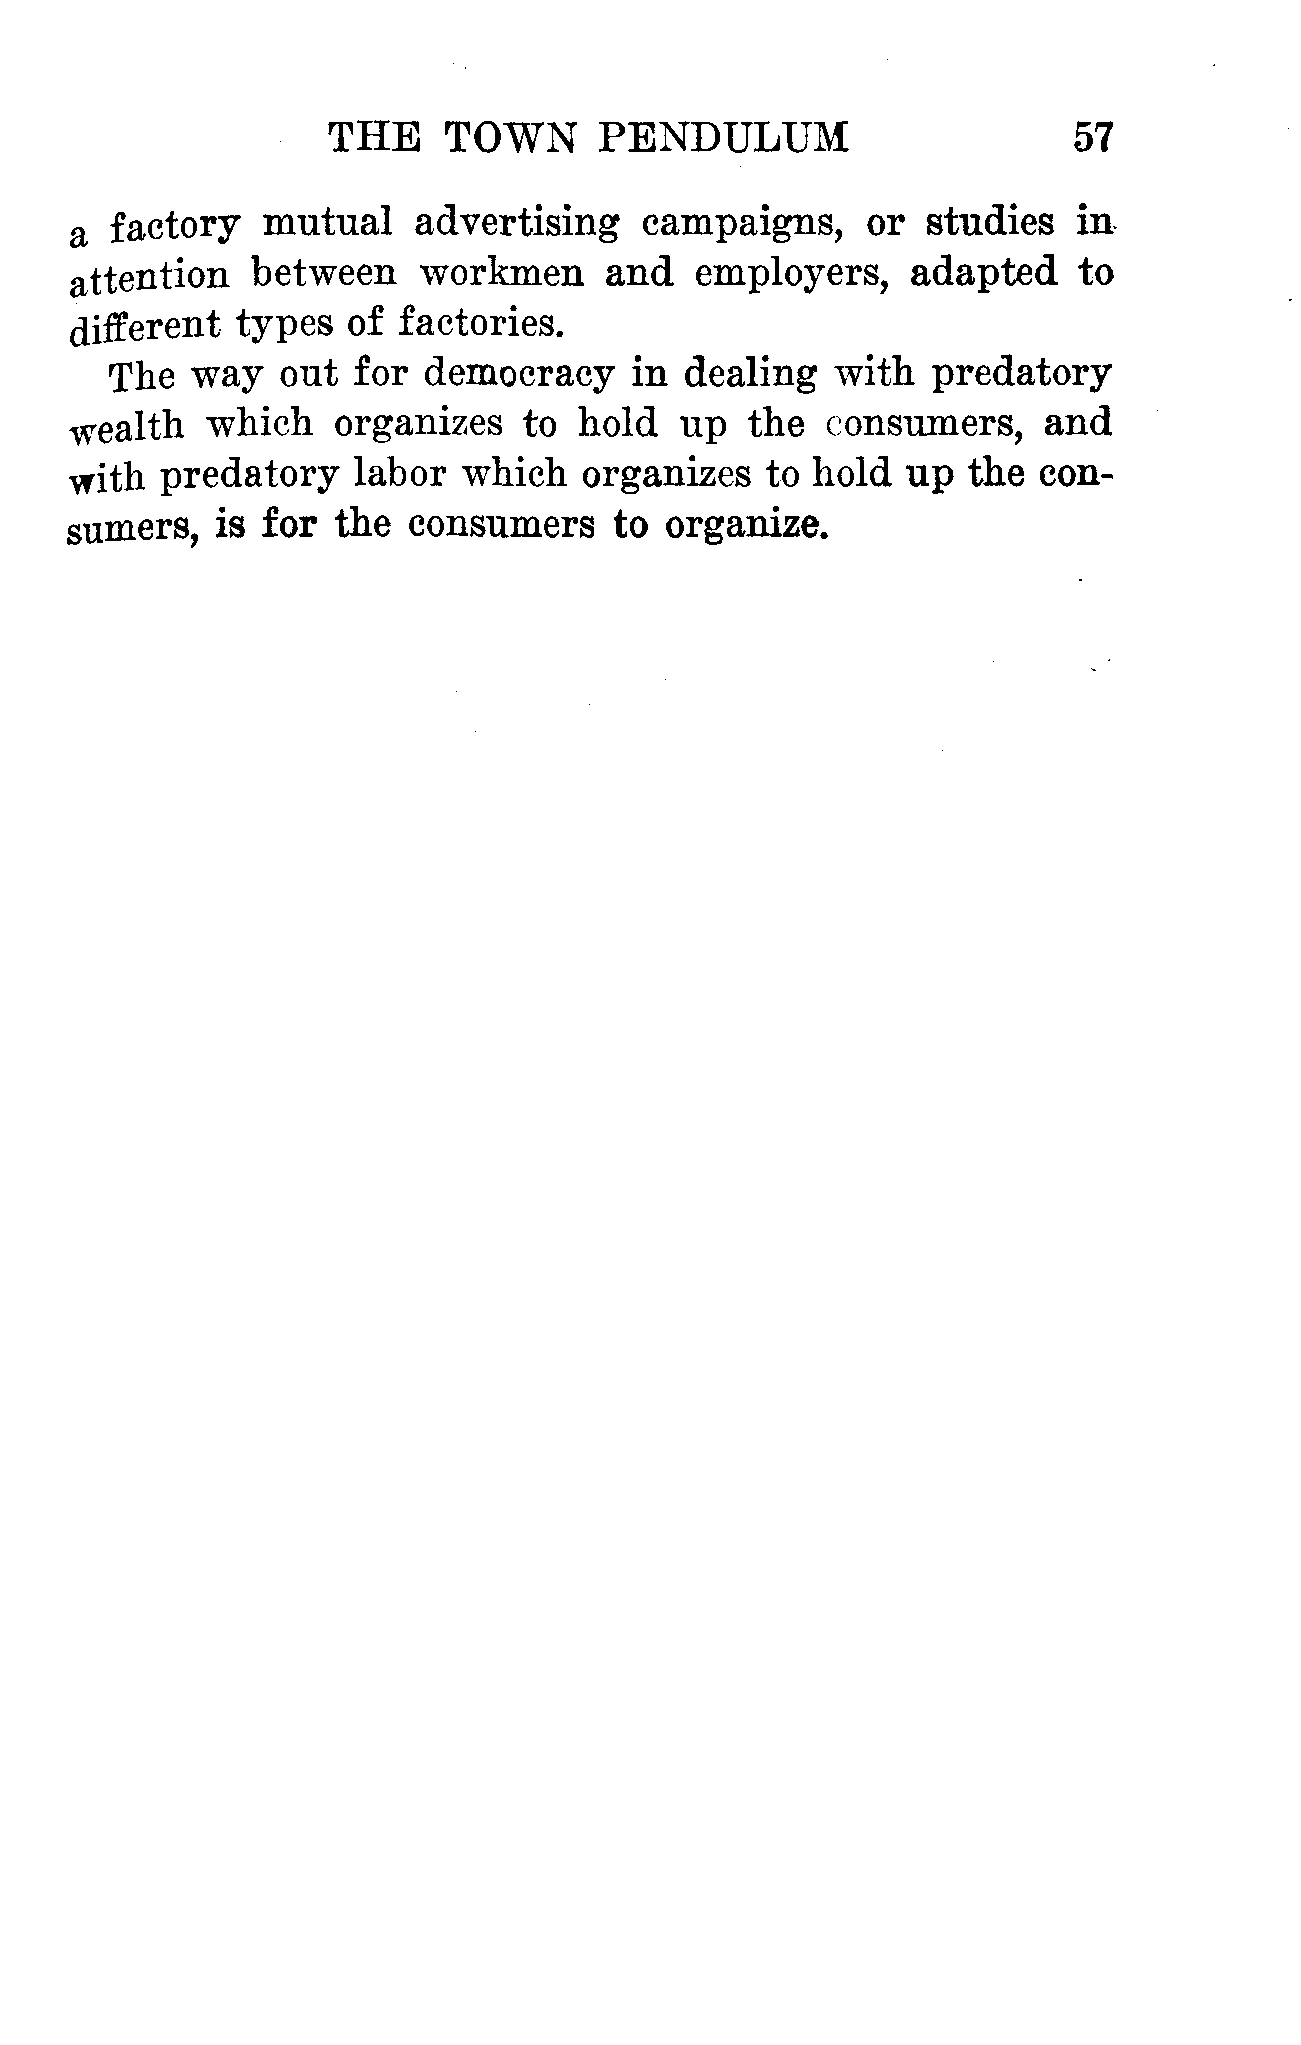 THE TOWN PENDULUM 57
a factory mutual advertising campaigns, or studies in
attention between workmen and employers, adapted to
different types of factories.
The way out for democracy in dealing with predatory
wealth which organizes to hold up the consumers, and
with predatory labor which organizes to hold up the con-
sumers, is for the consumers to organize.